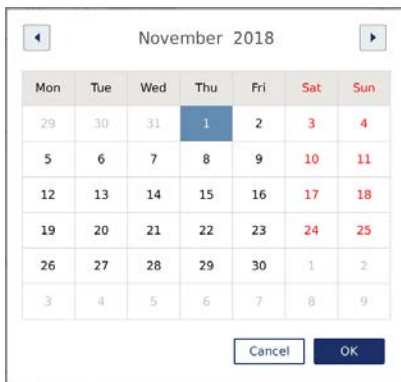 November 2018
Mon Tue Wed Thu Fri Sat Sun
29 30 31 1 2 3 4
5 6 7 8 9 10 11
12 13 14 15 16 17 18
19 20 21 22 23 24 25
26 27 28 29 30 1 2
3 4 5 6 7 8 9
Cancel OK